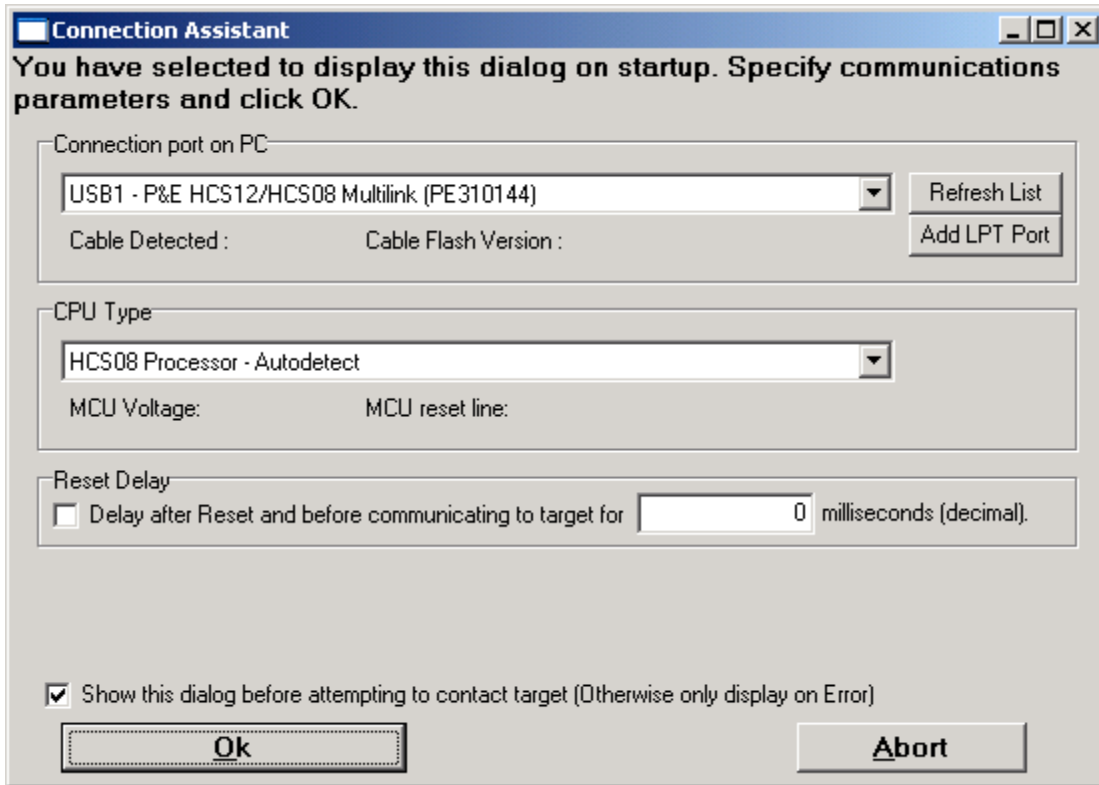 Connection Assistant
You have selected to display this dialog on startup. Specify communications
parameters and click OK.
Connection port on PC
USB1 - P&E HCS12/HCS08 Multilink (PE310144)
Refresh List
Cable Detected : Cable Flash Version :
Add LPT Port
CPU Type
HCS08 Processor - Autodetect
MCU Voltage: MCU reset line:
Reset Delay
Delay after Reset and before communicating to target for 0 milliseconds (decimal).
Show this dialog before attempting to contact target (Otherwise only display on Error)
Ok Abort